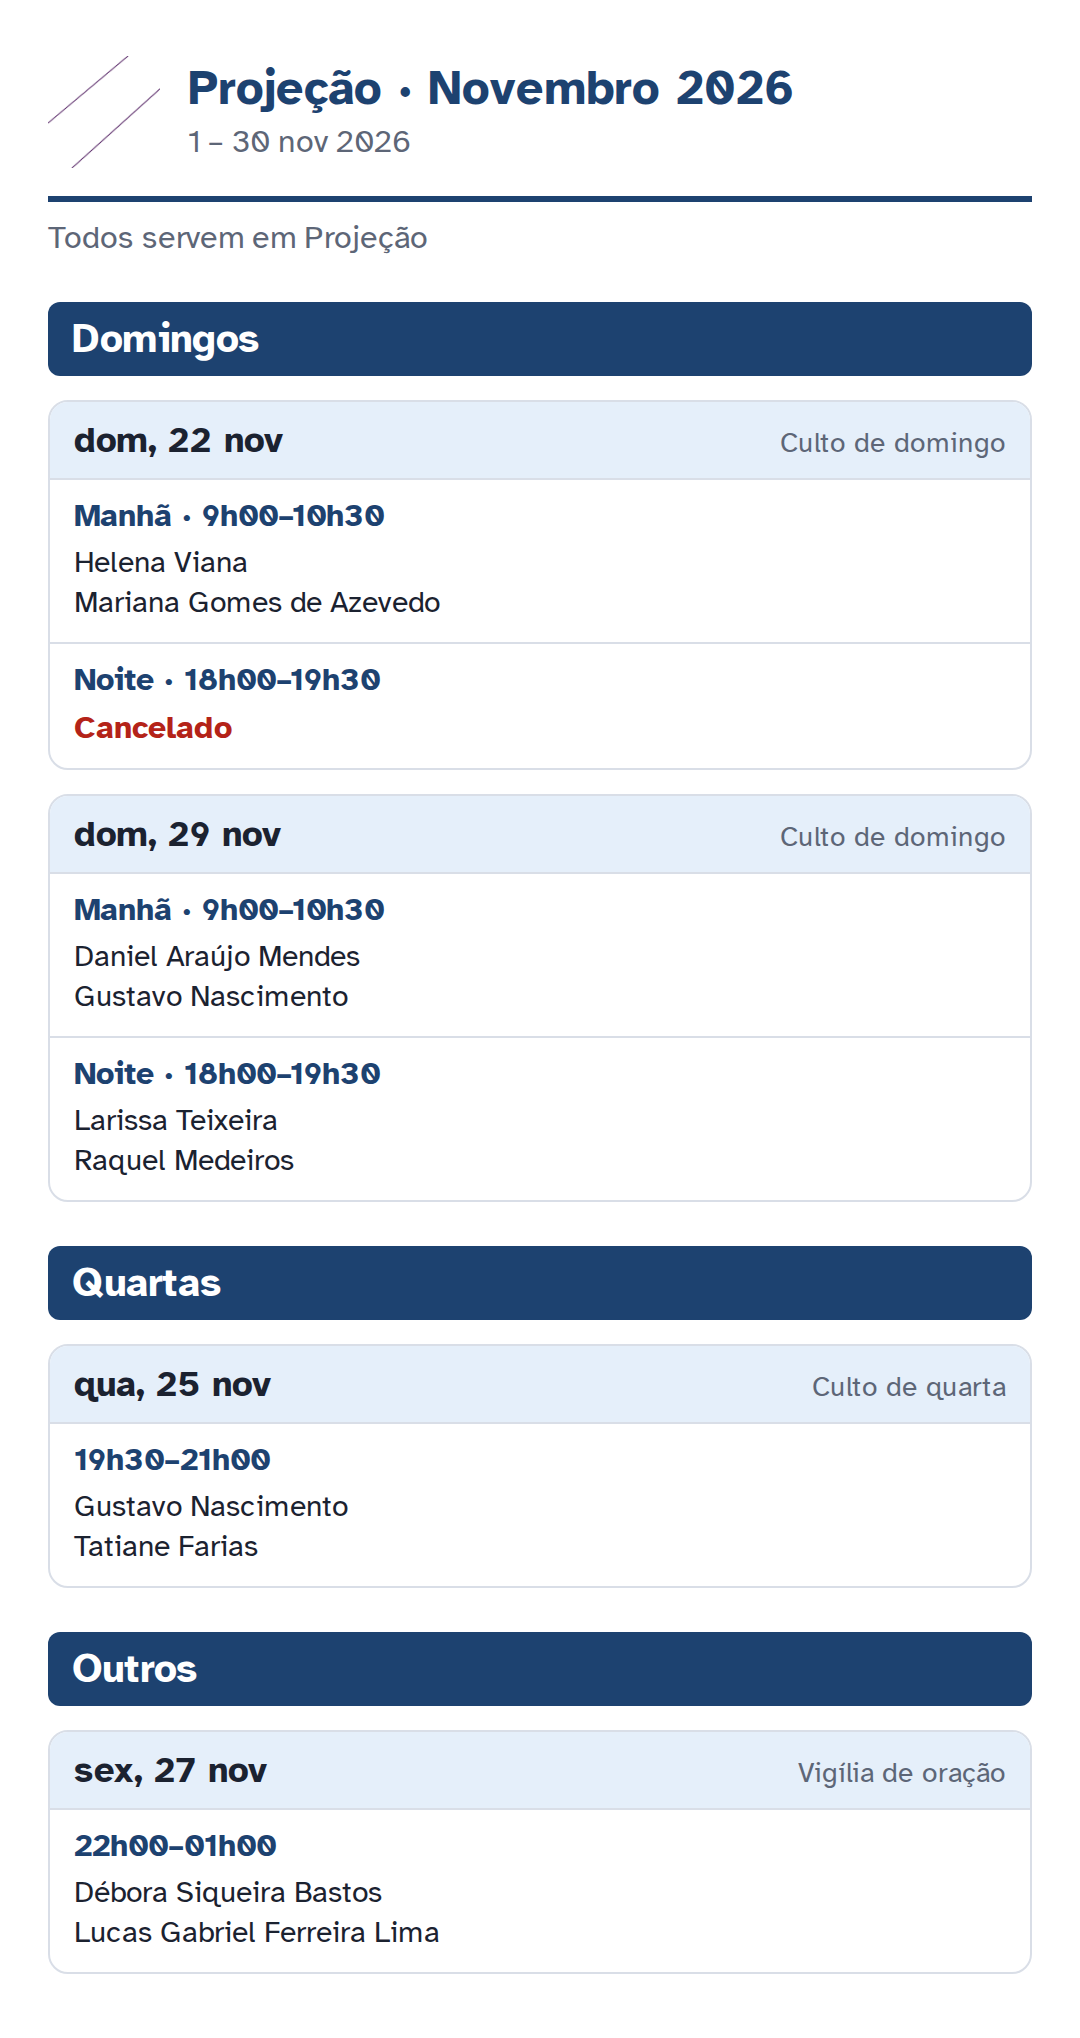 Projeção · Novembro 2026
1 – 30 nov 2026
Todos servem em Projeção
Domingos
dom, 22 nov Culto de domingo
Manhã · 9h00–10h30
Helena Viana
Mariana Gomes de Azevedo
Noite · 18h00–19h30
Cancelado
dom, 29 nov Culto de domingo
Manhã · 9h00–10h30
Daniel Araújo Mendes
Gustavo Nascimento
Noite · 18h00–19h30
Larissa Teixeira
Raquel Medeiros
Quartas
qua, 25 nov Culto de quarta
19h30–21h00
Gustavo Nascimento
Tatiane Farias
Outros
sex, 27 nov Vigília de oração
22h00–01h00
Débora Siqueira Bastos
Lucas Gabriel Ferreira Lima